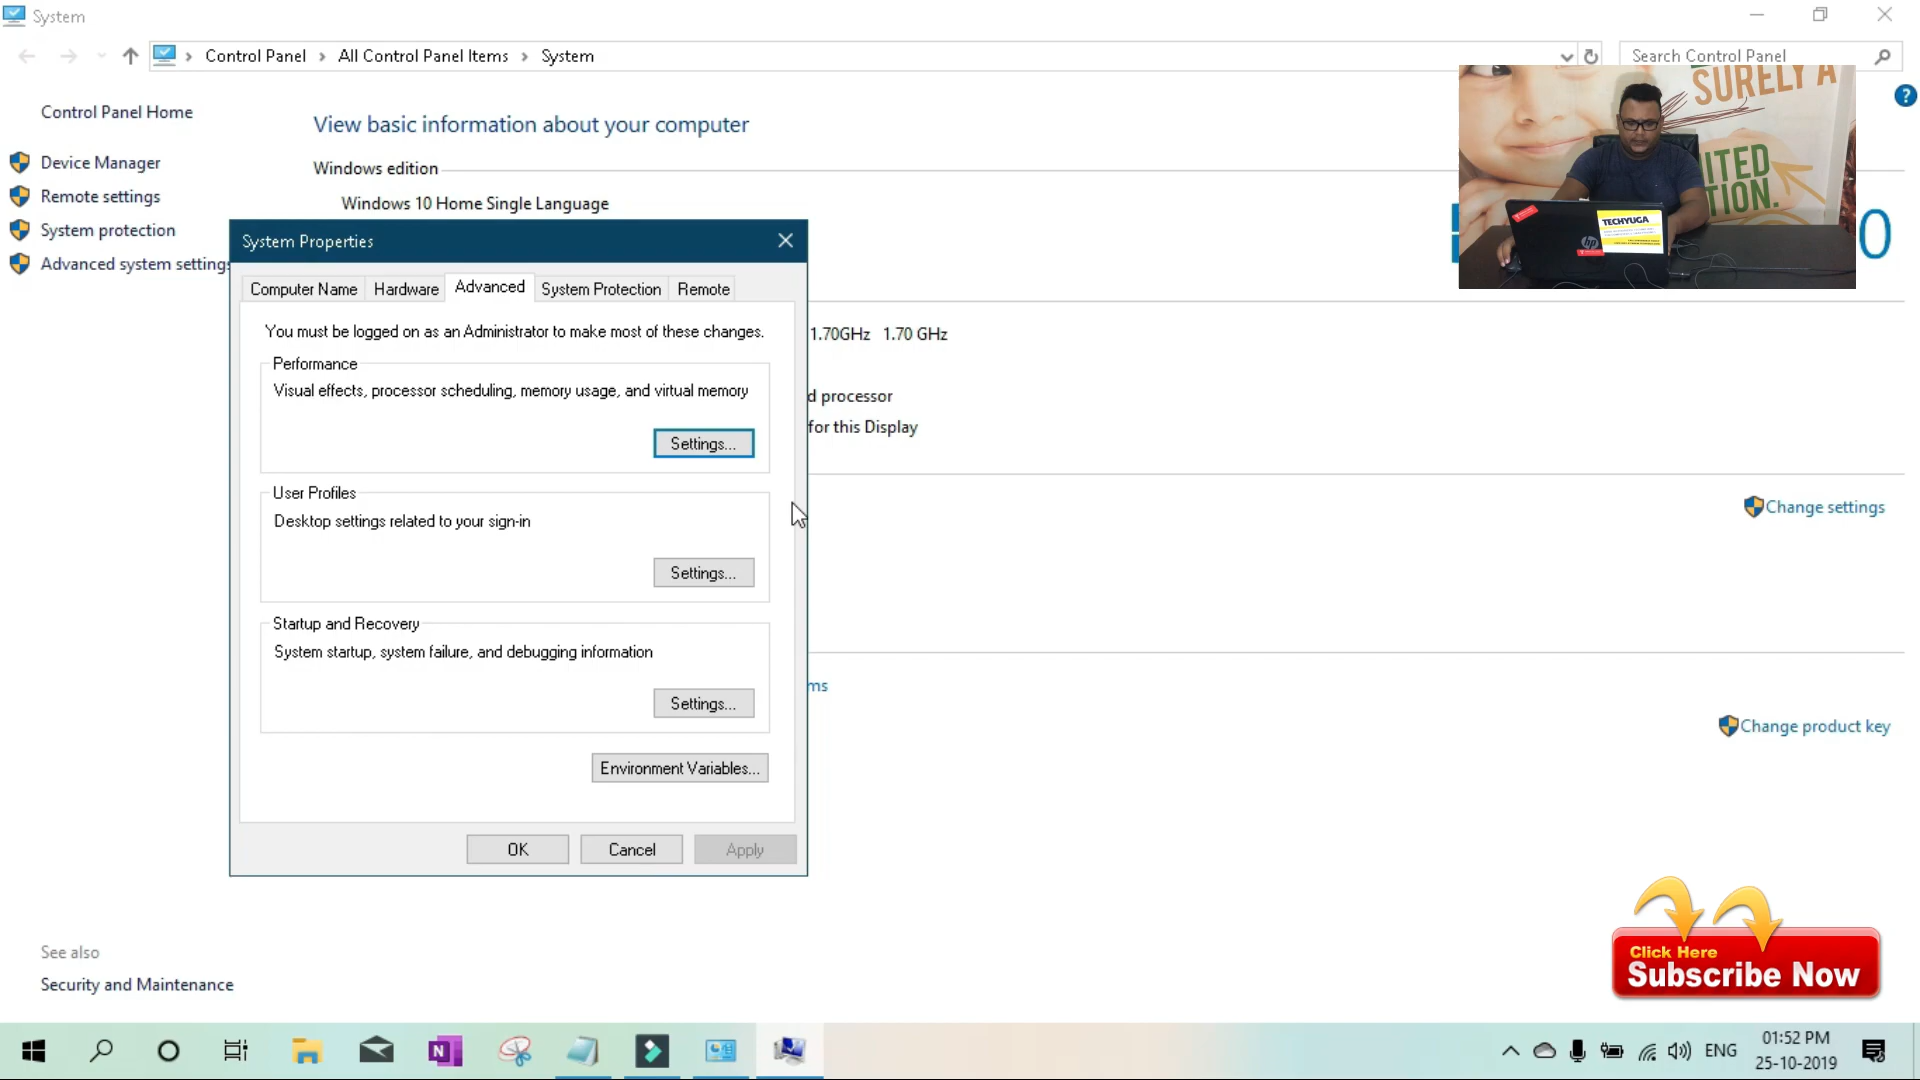 System
Control Panel
All Control Panel Items
System
Search Control Panel
Control Panel Home
Device Manager
Remote settings
System protection
Advanced system settings
View basic information about your computer
Windows edition
Windows 10 Home Single Language
System Properties
Computer Name
Hardware
Advanced
System Protection
Remote
You must be logged on as an Administrator to make most of these changes.
Performance
Visual effects, processor scheduling, memory usage, and virtual memory
Settings...
User Profiles
Desktop settings related to your sign-in
Settings...
Startup and Recovery
System startup, system failure, and debugging information
Settings...
Environment Variables...
OK
Cancel
Apply
1.70GHz 1.70 GHz
d processor
for this Display
ms
SURELY A
ITED
TION.
TECHYUGA
hp
0
?
Change settings
Change product key
See also
Security and Maintenance
Click Here
Subscribe Now
N
ENG
01:52 PM
25-10-2019